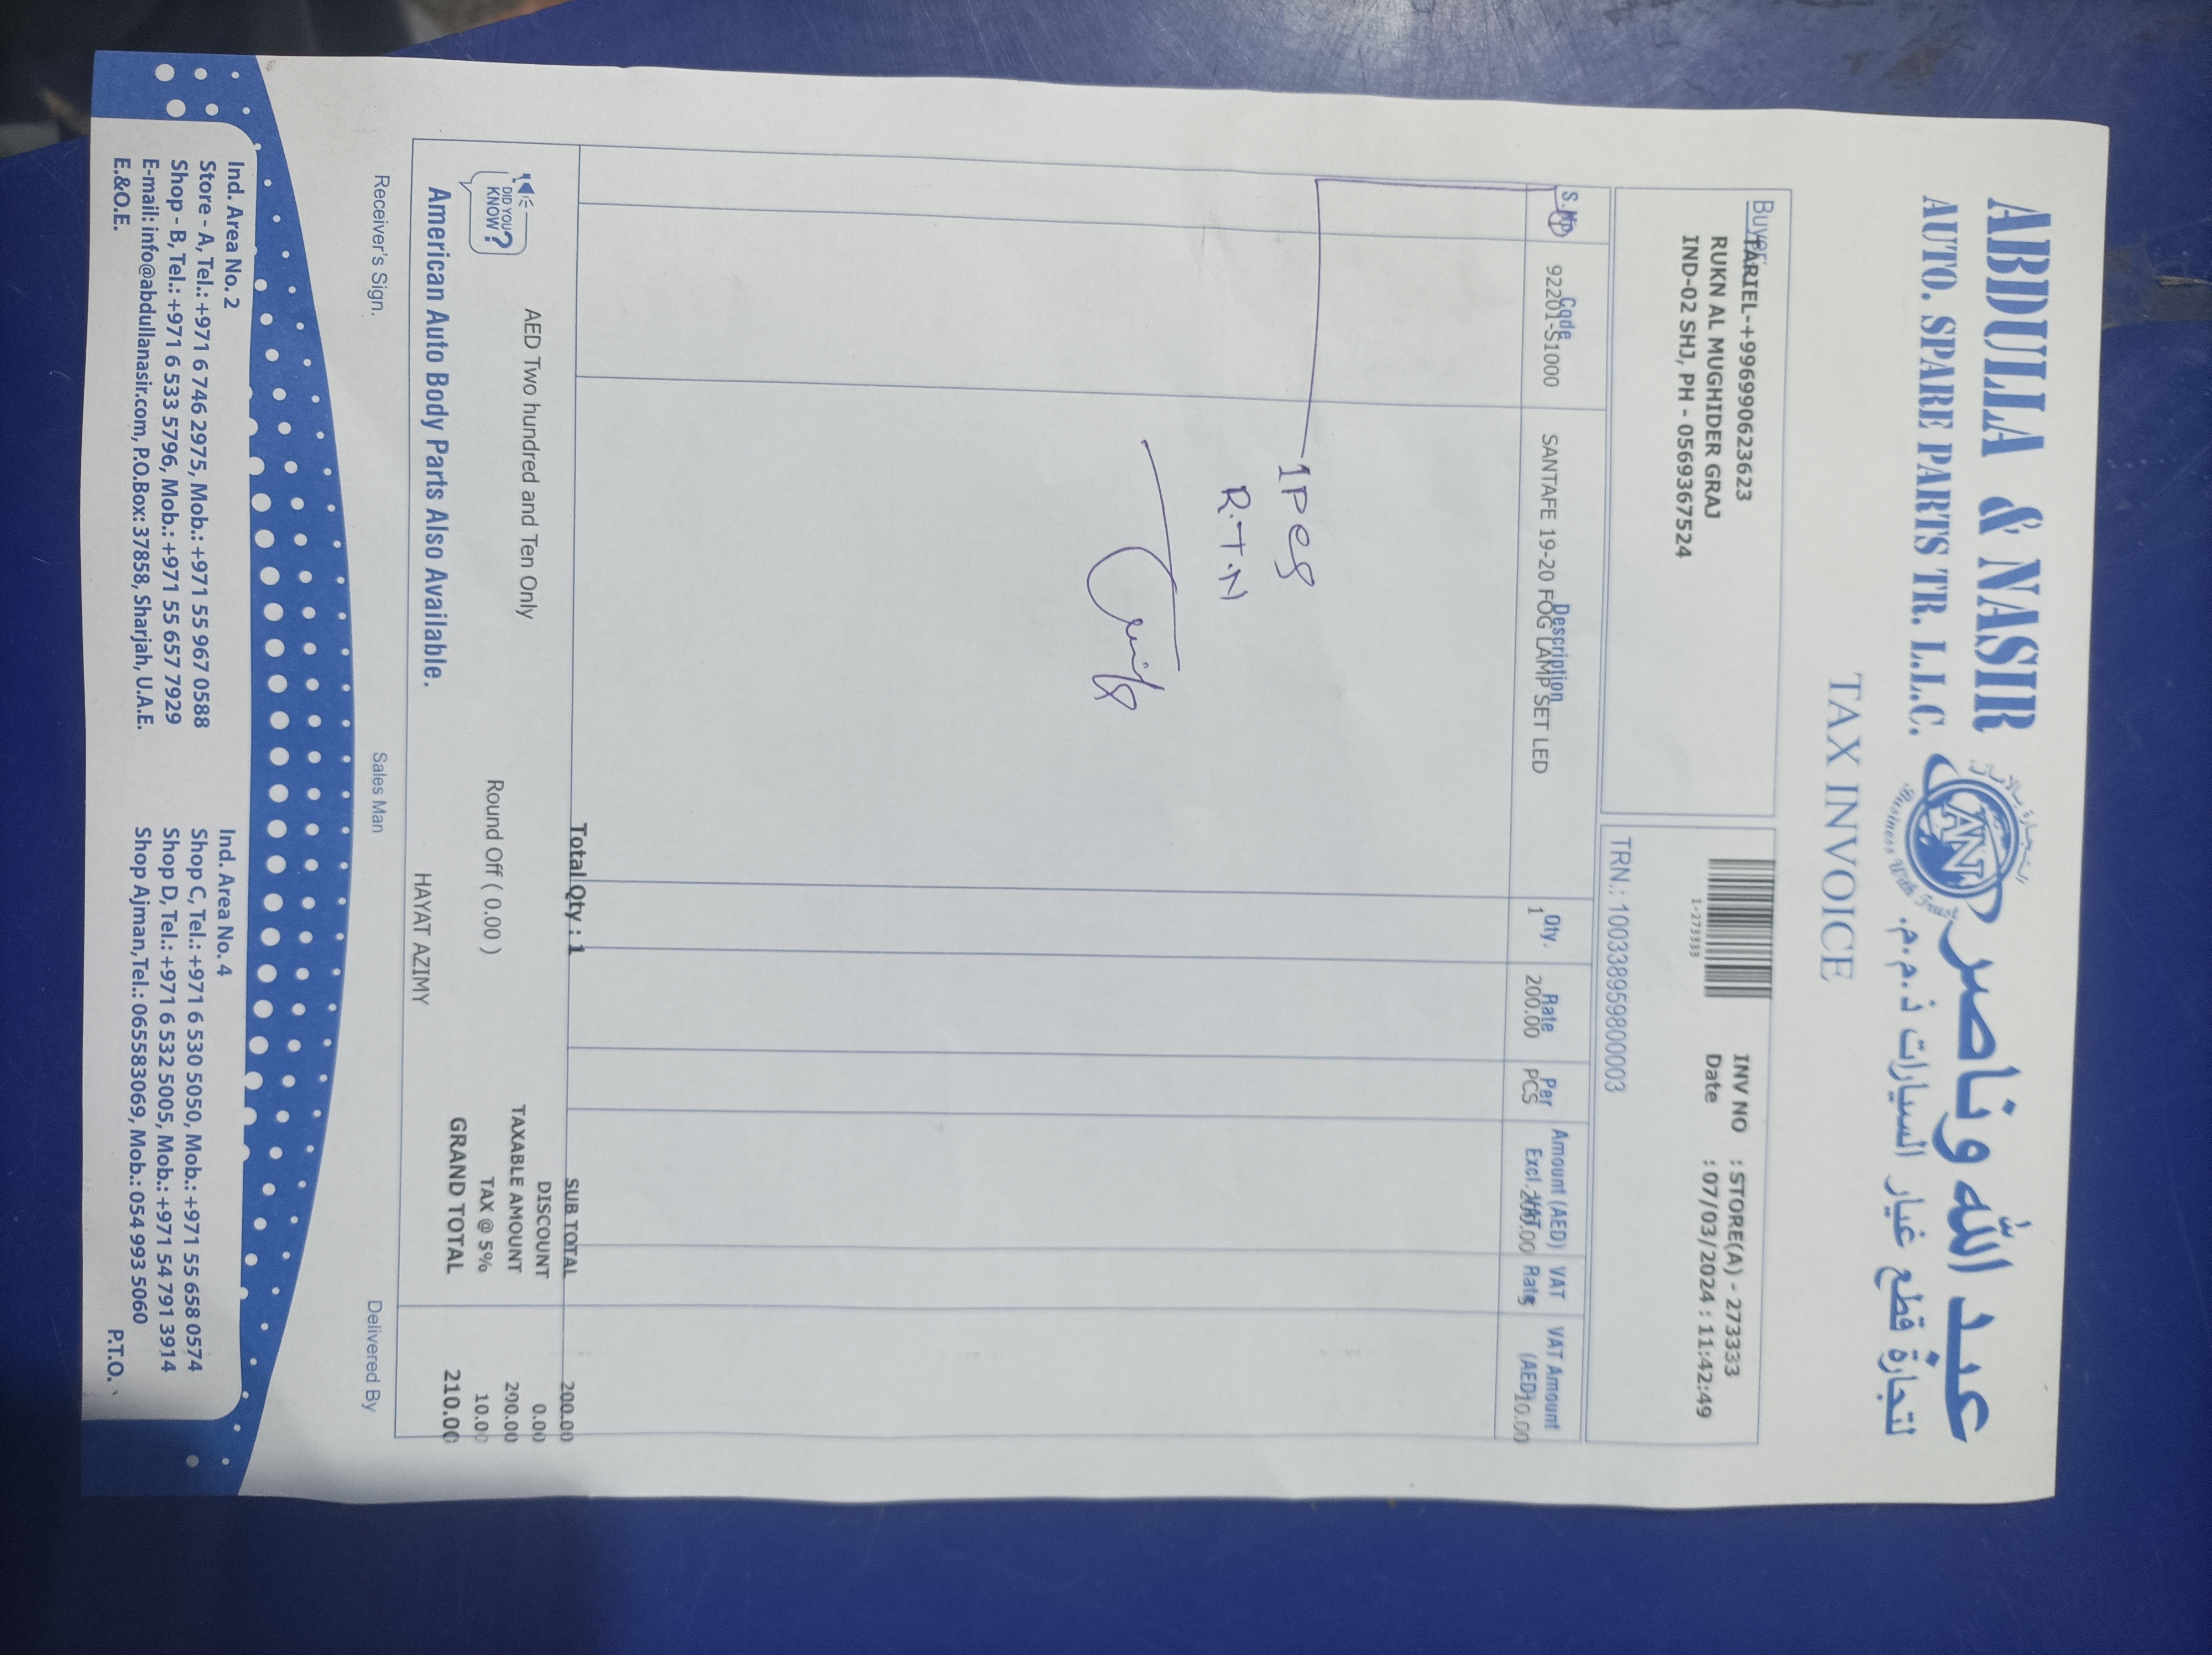 ABDULLA & NASIR
AUTO. SPARE PARTS TR. L.L.C.
عبد الله وناصر
لتجارة قطع غيار السيارات ذ.م.م.
AN
Business With Trust
TAX INVOICE
Buyer:
TARIEL-+996990623623
RUKN AL MUGHIDER GRAJ
IND-02 SHJ, PH - 0569367524
1-273333
INV NO : STORE(A) - 273333
Date : 07/03/2024 : 11:42:49
TRN.: 100338959800003
S.No Code Description Qty. Rate Per Amount (AED) Excl. VAT VAT Rate VAT Amount (AED)
1 92201-S1000 SANTAFE 19-20 FOG LAMP SET LED 1 200.00 PCS 200.00 5 10.00
1 Pcs
R.T.N
Total Qty : 1
SUB TOTAL 200.00
DISCOUNT 0.00
AED Two hundred and Ten Only
TAXABLE AMOUNT 200.00
Round Off ( 0.00 )
TAX @ 5% 10.00
GRAND TOTAL 210.00
DID YOU KNOW?
American Auto Body Parts Also Available.
HAYAT AZIMY
Receiver's Sign. Sales Man Delivered By
Ind. Area No. 2
Store - A, Tel.: +971 6 746 2975, Mob.: +971 55 967 0588
Shop - B, Tel.: +971 6 533 5796, Mob.: +971 55 657 7929
E-mail: info@abdullanasir.com, P.O.Box: 37858, Sharjah, U.A.E.
E.&O.E.
Ind. Area No. 4
Shop C, Tel.: +971 6 530 5050, Mob.: +971 55 658 0574
Shop D, Tel.: +971 6 532 5005, Mob.: +971 54 791 3914
Shop Ajman, Tel.: 065583069, Mob.: 054 993 5060
P.T.O.